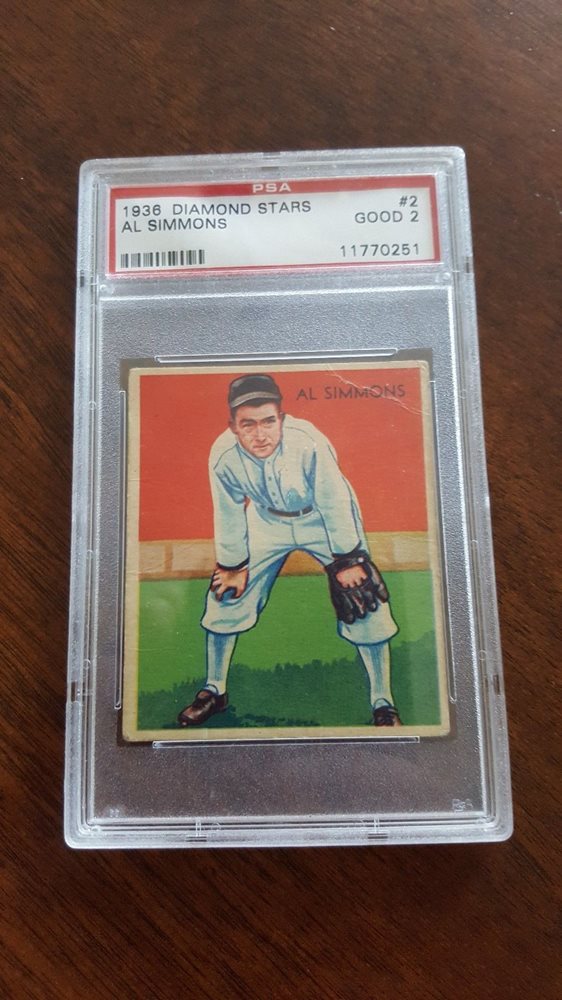 PSA
1936 DIAMOND STARS #2
AL SIMMONS GOOD 2
11770251
AL SIMMONS